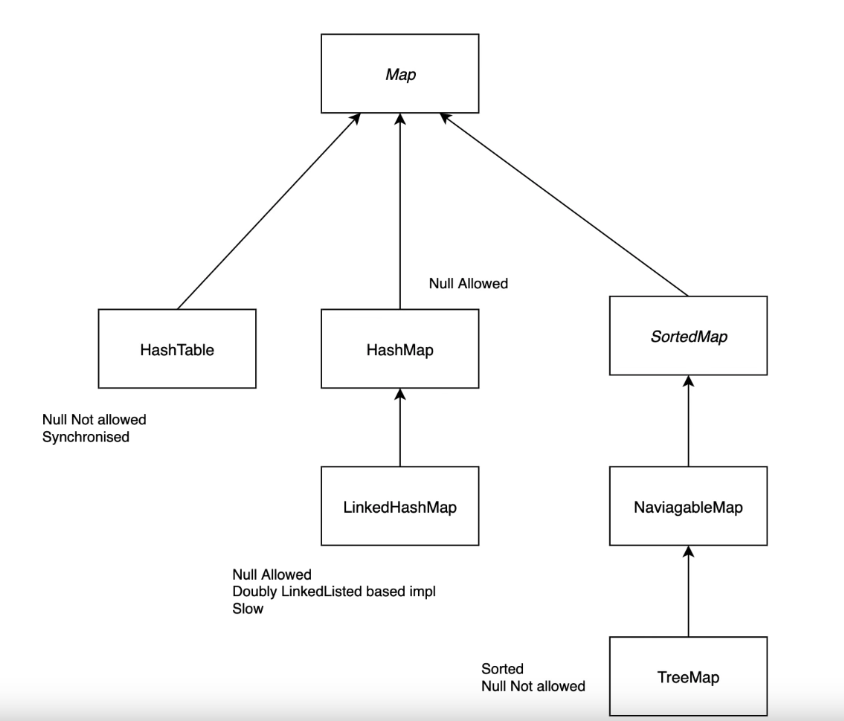 Map
Null Allowed
HashTable
HashMap
SortedMap
Null Not allowed
Synchronised
LinkedHashMap
NaviagableMap
Null Allowed
Doubly LinkedListed based impl
Slow
Sorted
Null Not allowed
TreeMap